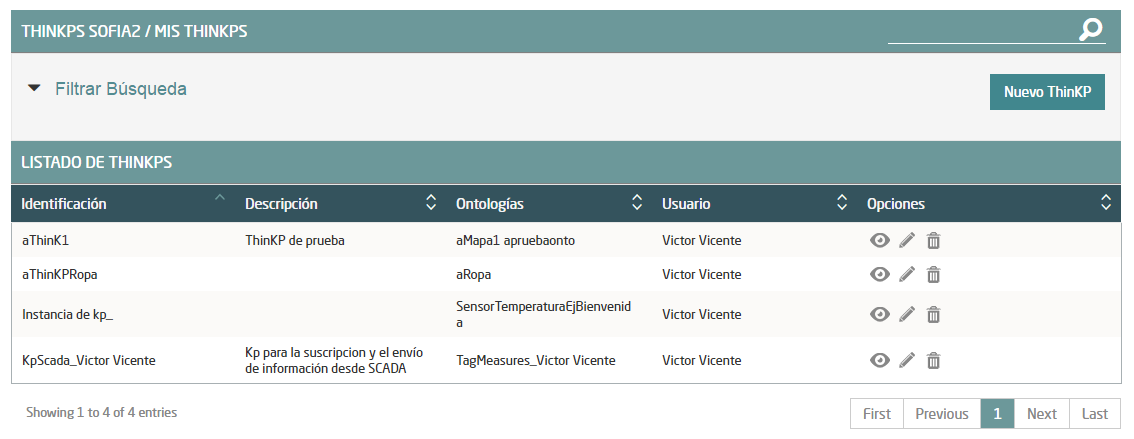 THINKPS SOFIA2 / MIS THINKPS
Filtrar Búsqueda
Nuevo ThinKP
LISTADO DE THINKPS
Identificación Descripción Ontologías Usuario Opciones
aThinK1 ThinKP de prueba aMapa1 apruebaonto Victor Vicente
aThinKPRopa aRopa Victor Vicente
Instancia de kp_ SensorTemperaturaEjBienvenid
a Victor Vicente
KpScada_Victor Vicente Kp para la suscripcion y el envío
de información desde SCADA TagMeasures_Victor Vicente Victor Vicente
Showing 1 to 4 of 4 entries
First Previous 1 Next Last